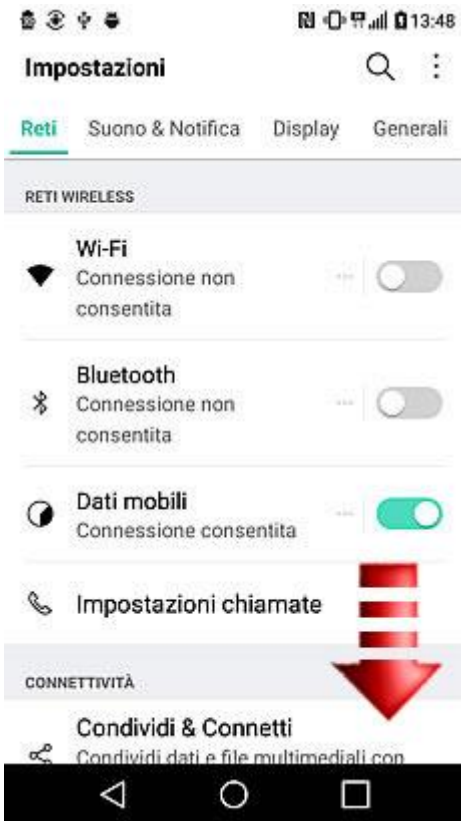 13:48
Impostazioni
Reti Suono & Notifica Display Generali
RETI WIRELESS
Wi-Fi
Connessione non
consentita
Bluetooth
Connessione non
consentita
Dati mobili
Connessione consentita
Impostazioni chiamate
CONNETTIVITÀ
Condividi & Connetti
Condividi dati e file multimediali con